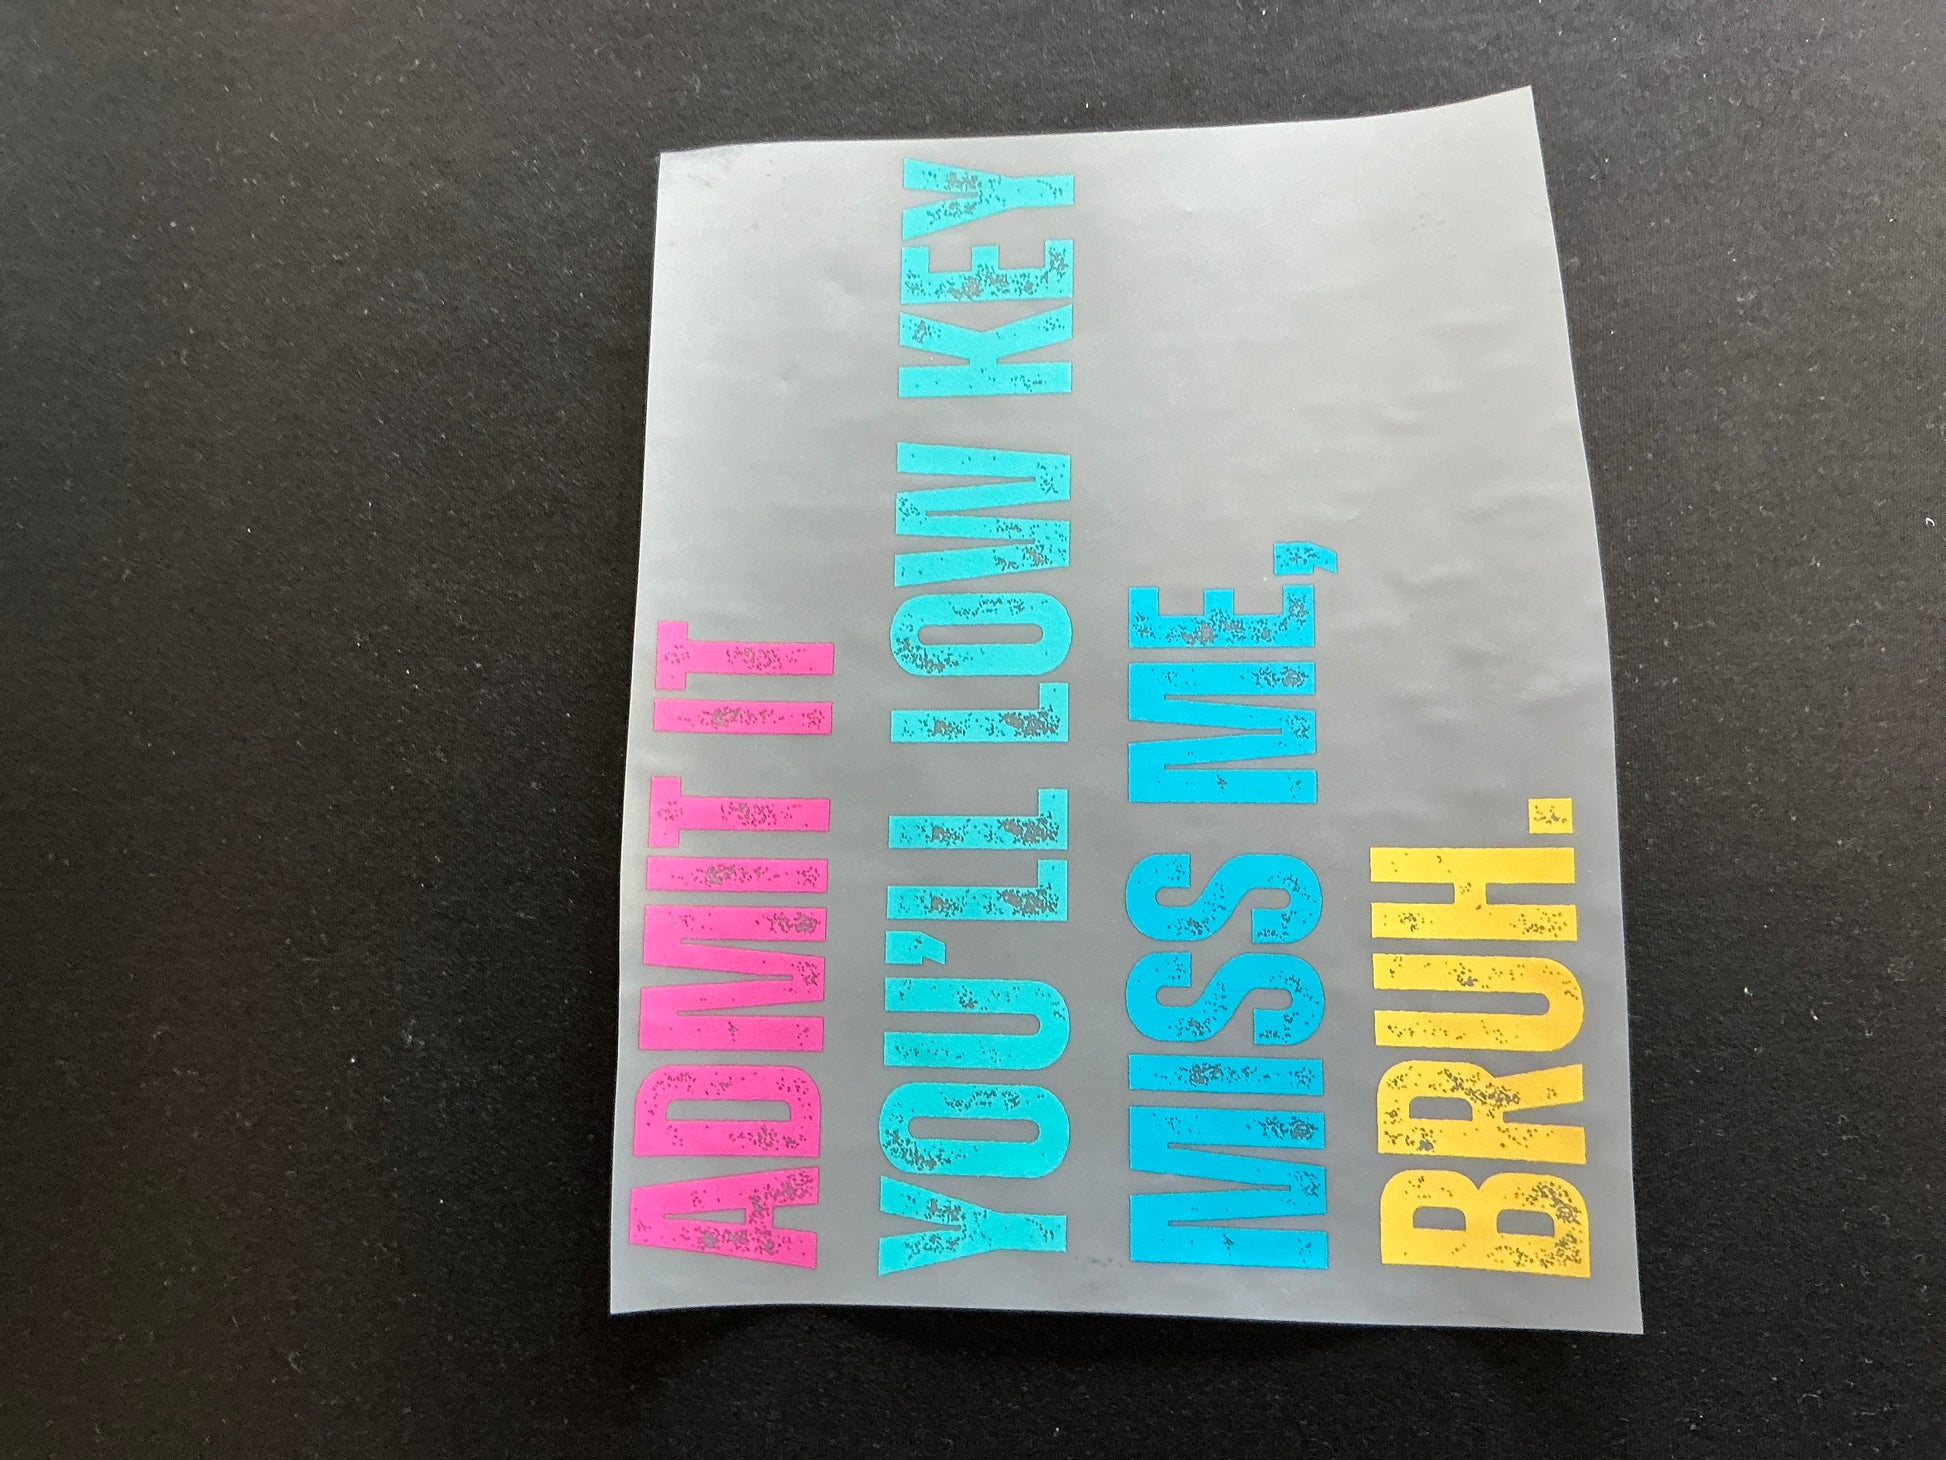 ADMIT IT
YOU'LL LOW KEY
MISS ME,
BRUH.